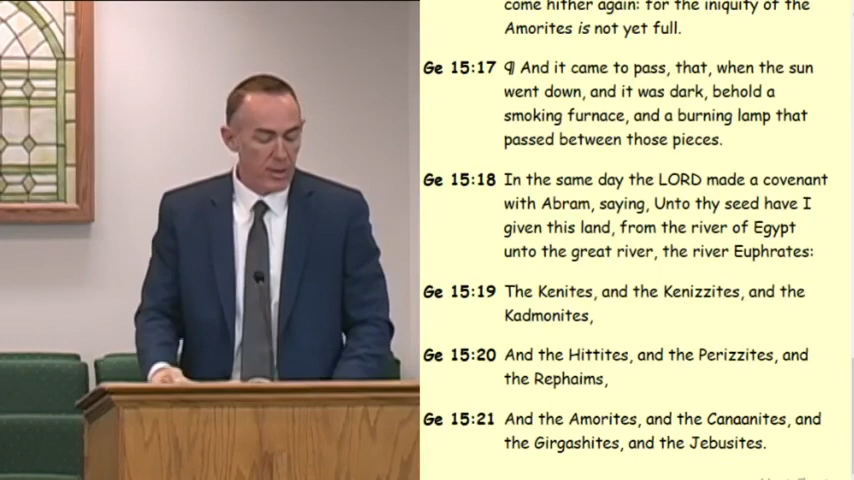 come hither again: for the iniquity of the
Amorites is not yet full.
Ge 15:17 ¶ And it came to pass, that, when the sun
went down, and it was dark, behold a
smoking furnace, and a burning lamp that
passed between those pieces.
Ge 15:18 In the same day the LORD made a covenant
with Abram, saying, Unto thy seed have I
given this land, from the river of Egypt
unto the great river, the river Euphrates:
Ge 15:19 The Kenites, and the Kenizzites, and the
Kadmonites,
Ge 15:20 And the Hittites, and the Perizzites, and
the Rephaims,
Ge 15:21 And the Amorites, and the Canaanites, and
the Girgashites, and the Jebusites.